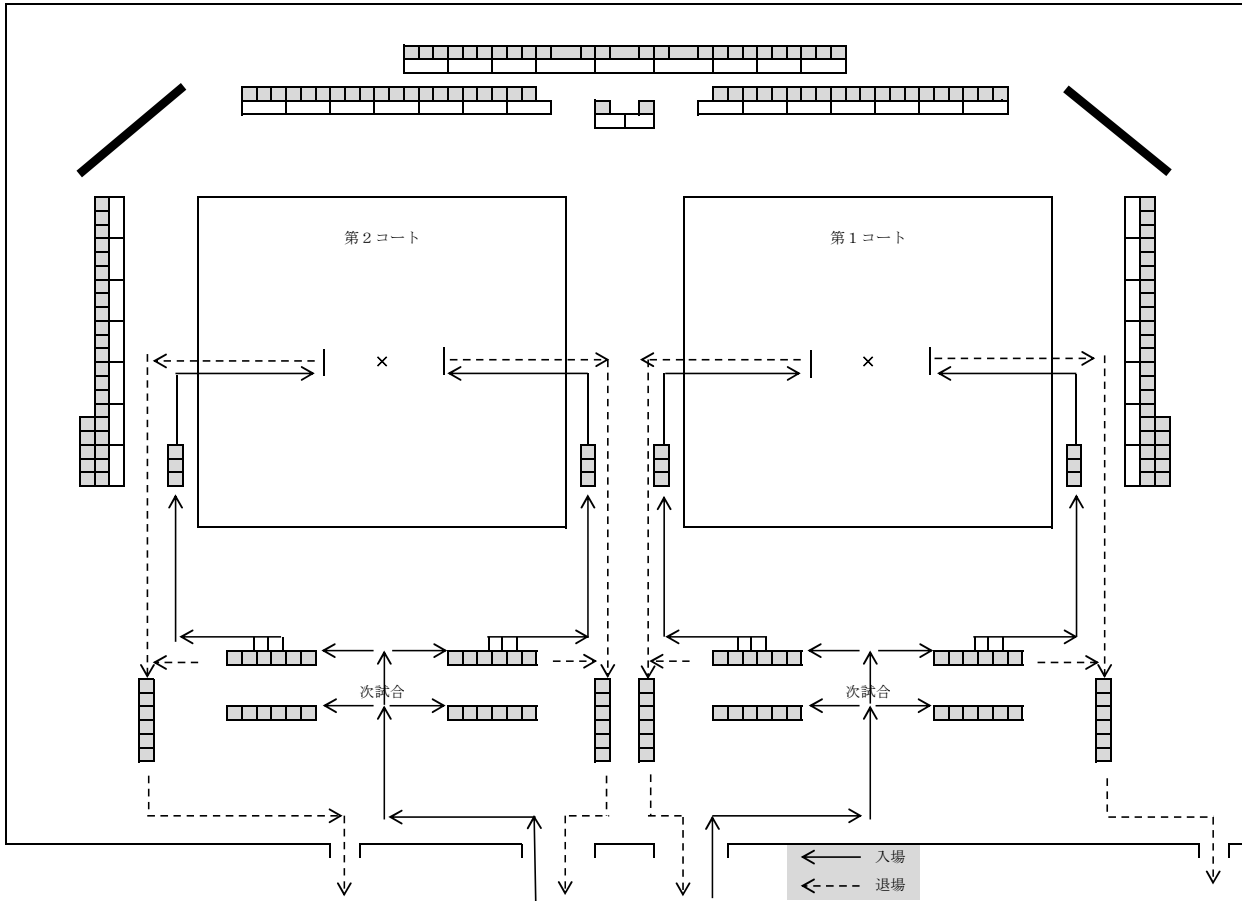 第２コート
第１コート
次試合
次試合
入場
退場